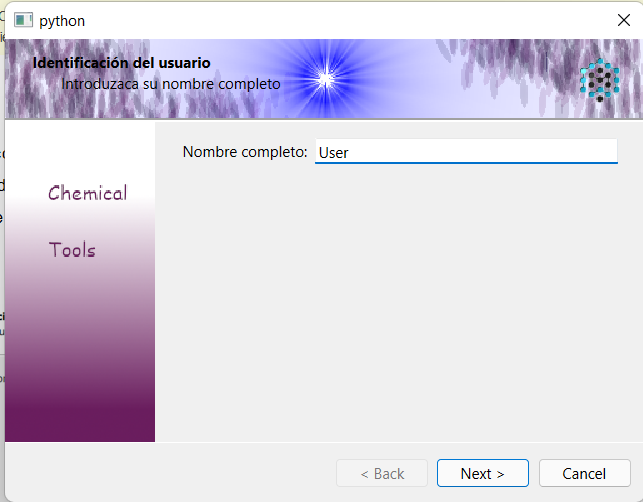 python
Identificación del usuario
Introduzaca su nombre completo
Nombre completo: User
Chemical
Tools
< Back Next > Cancel